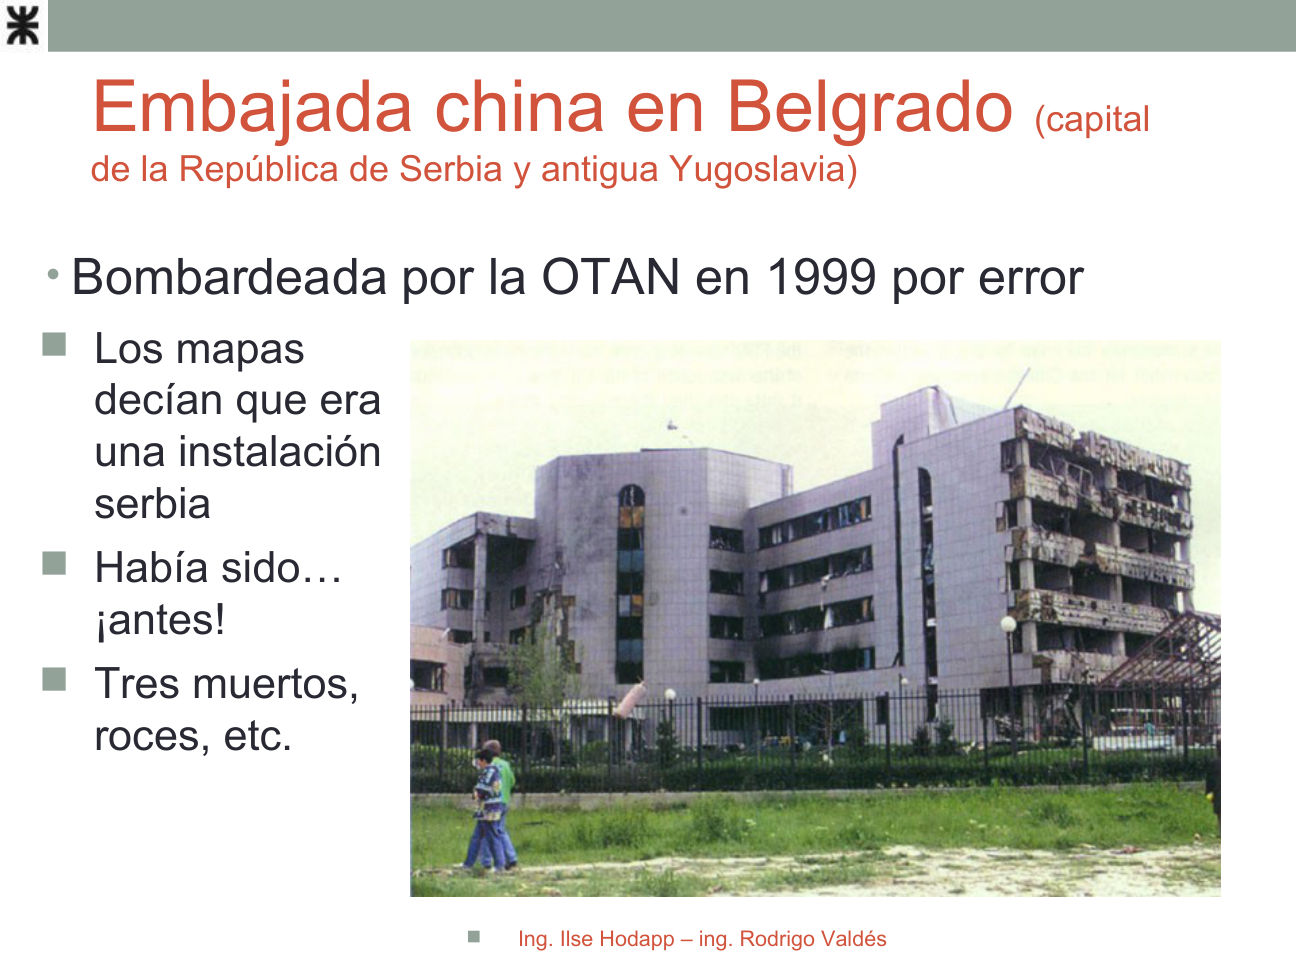 Embajada china en Belgrado (capital
de la República de Serbia y antigua Yugoslavia)
• Bombardeada por la OTAN en 1999 por error
Los mapas
decían que era
una instalación
serbia
Había sido…
¡antes!
Tres muertos,
roces, etc.
Ing. Ilse Hodapp – ing. Rodrigo Valdés